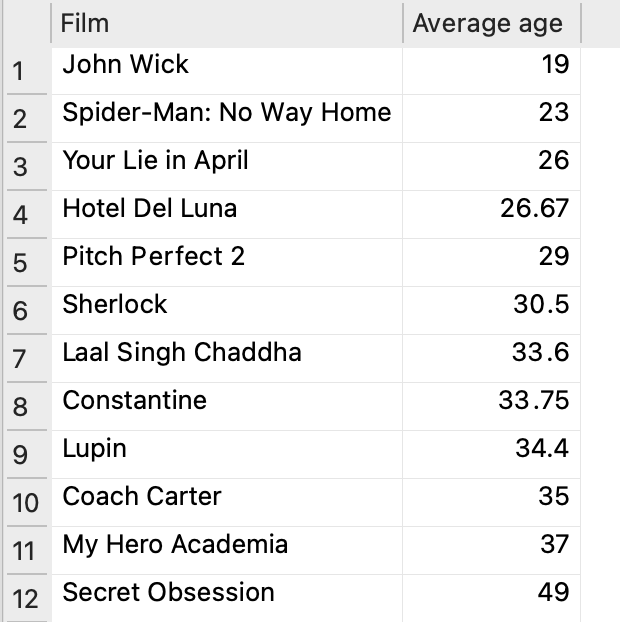 Film Average age
1 John Wick 19
2 Spider-Man: No Way Home 23
3 Your Lie in April 26
4 Hotel Del Luna 26.67
5 Pitch Perfect 2 29
6 Sherlock 30.5
7 Laal Singh Chaddha 33.6
8 Constantine 33.75
9 Lupin 34.4
10 Coach Carter 35
11 My Hero Academia 37
12 Secret Obsession 49